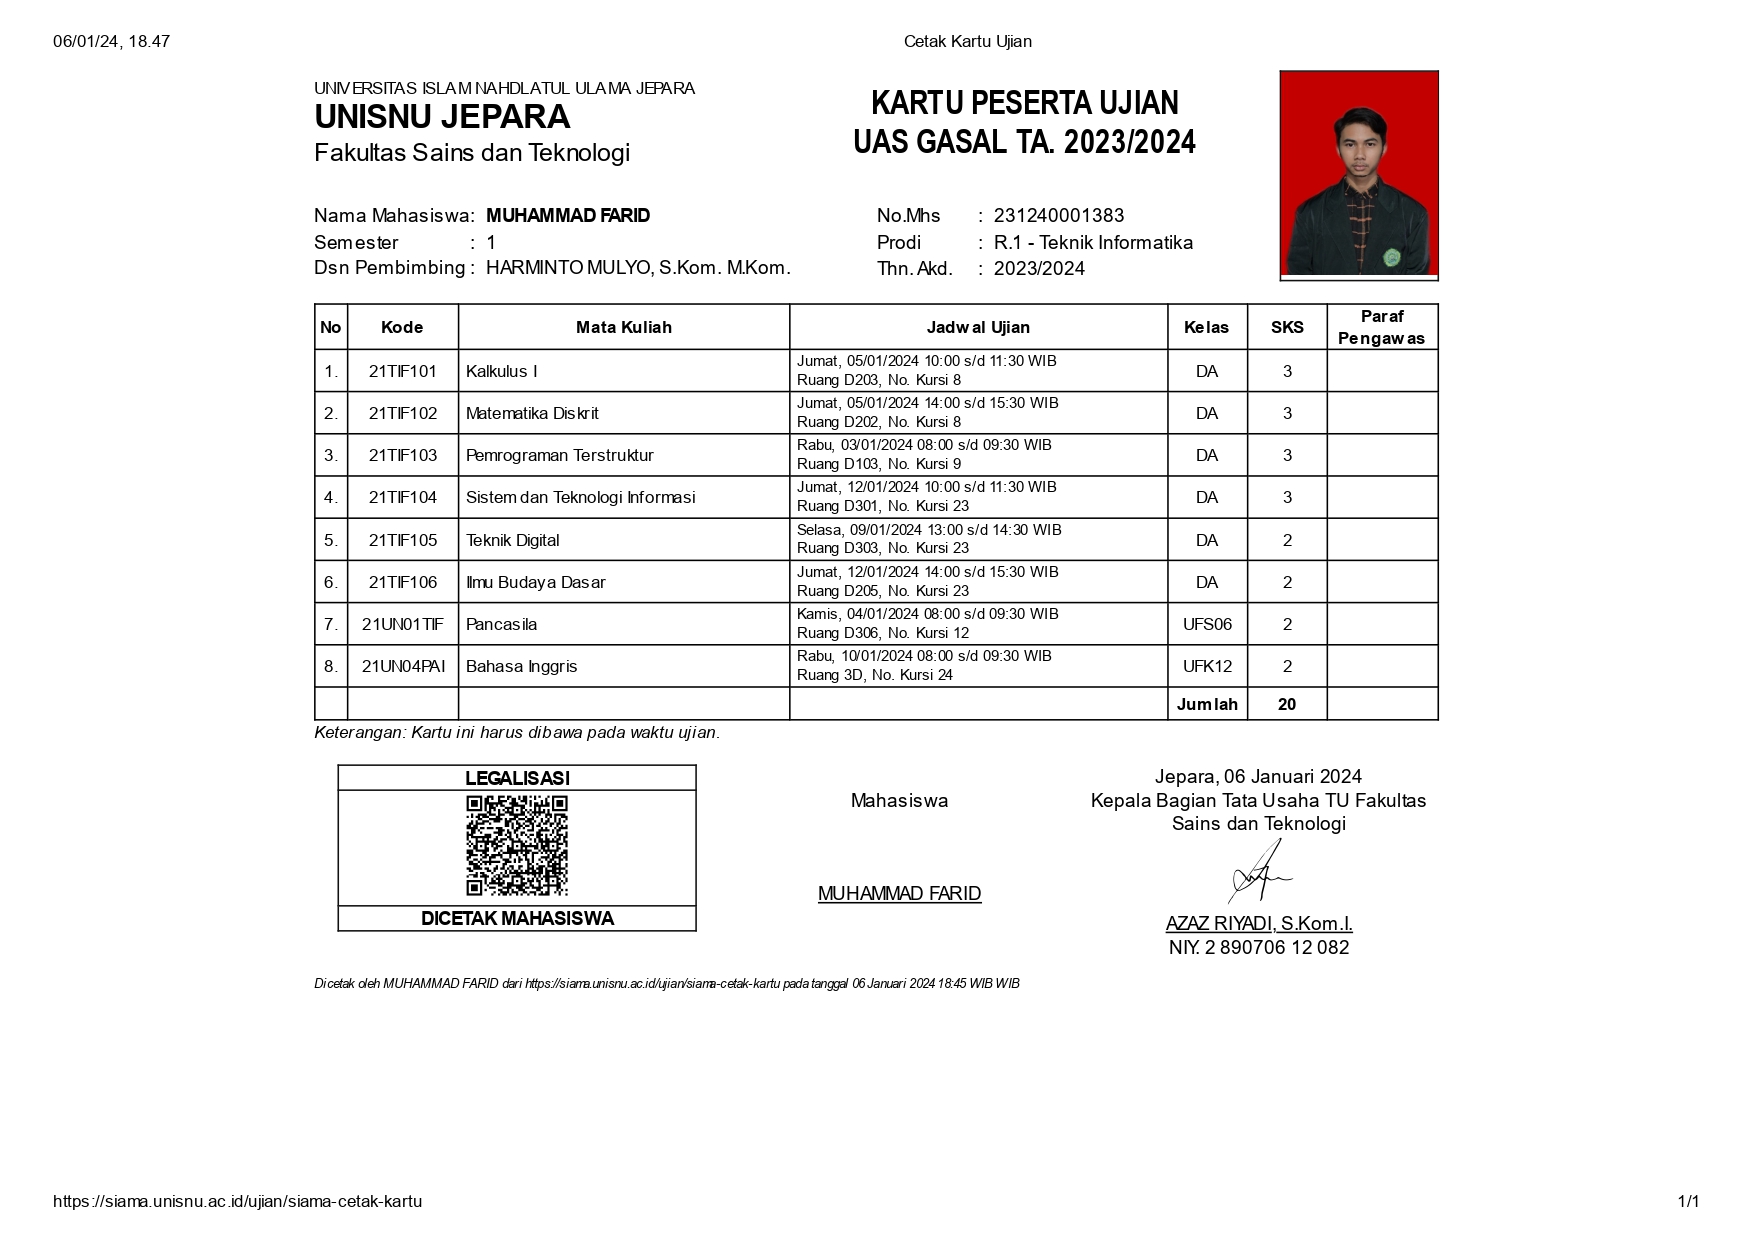 06/01/24, 18.47 Cetak Kartu Ujian
UNIVERSITAS ISLAM NAHDLATUL ULAMA JEPARA
UNISNU JEPARA
Fakultas Sains dan Teknologi
KARTU PESERTA UJIAN
UAS GASAL TA. 2023/2024
Nama Mahasiswa : MUHAMMAD FARID No.Mhs : 231240001383
Semester : 1 Prodi : R.1 - Teknik Informatika
Dsn Pembimbing : HARMINTO MULYO, S.Kom. M.Kom. Thn. Akd. : 2023/2024
No Kode Mata Kuliah Jadwal Ujian Kelas SKS Paraf Pengawas
1. 21TIF101 Kalkulus I Jumat, 05/01/2024 10:00 s/d 11:30 WIB DA 3
Ruang D203, No. Kursi 8
2. 21TIF102 Matematika Diskrit Jumat, 05/01/2024 14:00 s/d 15:30 WIB DA 3
Ruang D202, No. Kursi 8
3. 21TIF103 Pemrograman Terstruktur Rabu, 03/01/2024 08:00 s/d 09:30 WIB DA 3
Ruang D103, No. Kursi 9
4. 21TIF104 Sistem dan Teknologi Informasi Jumat, 12/01/2024 10:00 s/d 11:30 WIB DA 3
Ruang D301, No. Kursi 23
5. 21TIF105 Teknik Digital Selasa, 09/01/2024 13:00 s/d 14:30 WIB DA 2
Ruang D303, No. Kursi 23
6. 21TIF106 Ilmu Budaya Dasar Jumat, 12/01/2024 14:00 s/d 15:30 WIB DA 2
Ruang D205, No. Kursi 23
7. 21UN01TIF Pancasila Kamis, 04/01/2024 08:00 s/d 09:30 WIB UFS06 2
Ruang D306, No. Kursi 12
8. 21UN04PAI Bahasa Inggris Rabu, 10/01/2024 08:00 s/d 09:30 WIB UFK12 2
Ruang 3D, No. Kursi 24
Jumlah 20
Keterangan: Kartu ini harus dibawa pada waktu ujian.
LEGALISASI
DICETAK MAHASISWA
Mahasiswa
MUHAMMAD FARID
Jepara, 06 Januari 2024
Kepala Bagian Tata Usaha TU Fakultas
Sains dan Teknologi
AZAZ RIYADI, S.Kom.I.
NIY. 2 890706 12 082
Dicetak oleh MUHAMMAD FARID dari https://siama.unisnu.ac.id/ujian/siama-cetak-kartu pada tanggal 06 Januari 2024 18:45 WIB WIB
https://siama.unisnu.ac.id/ujian/siama-cetak-kartu 1/1